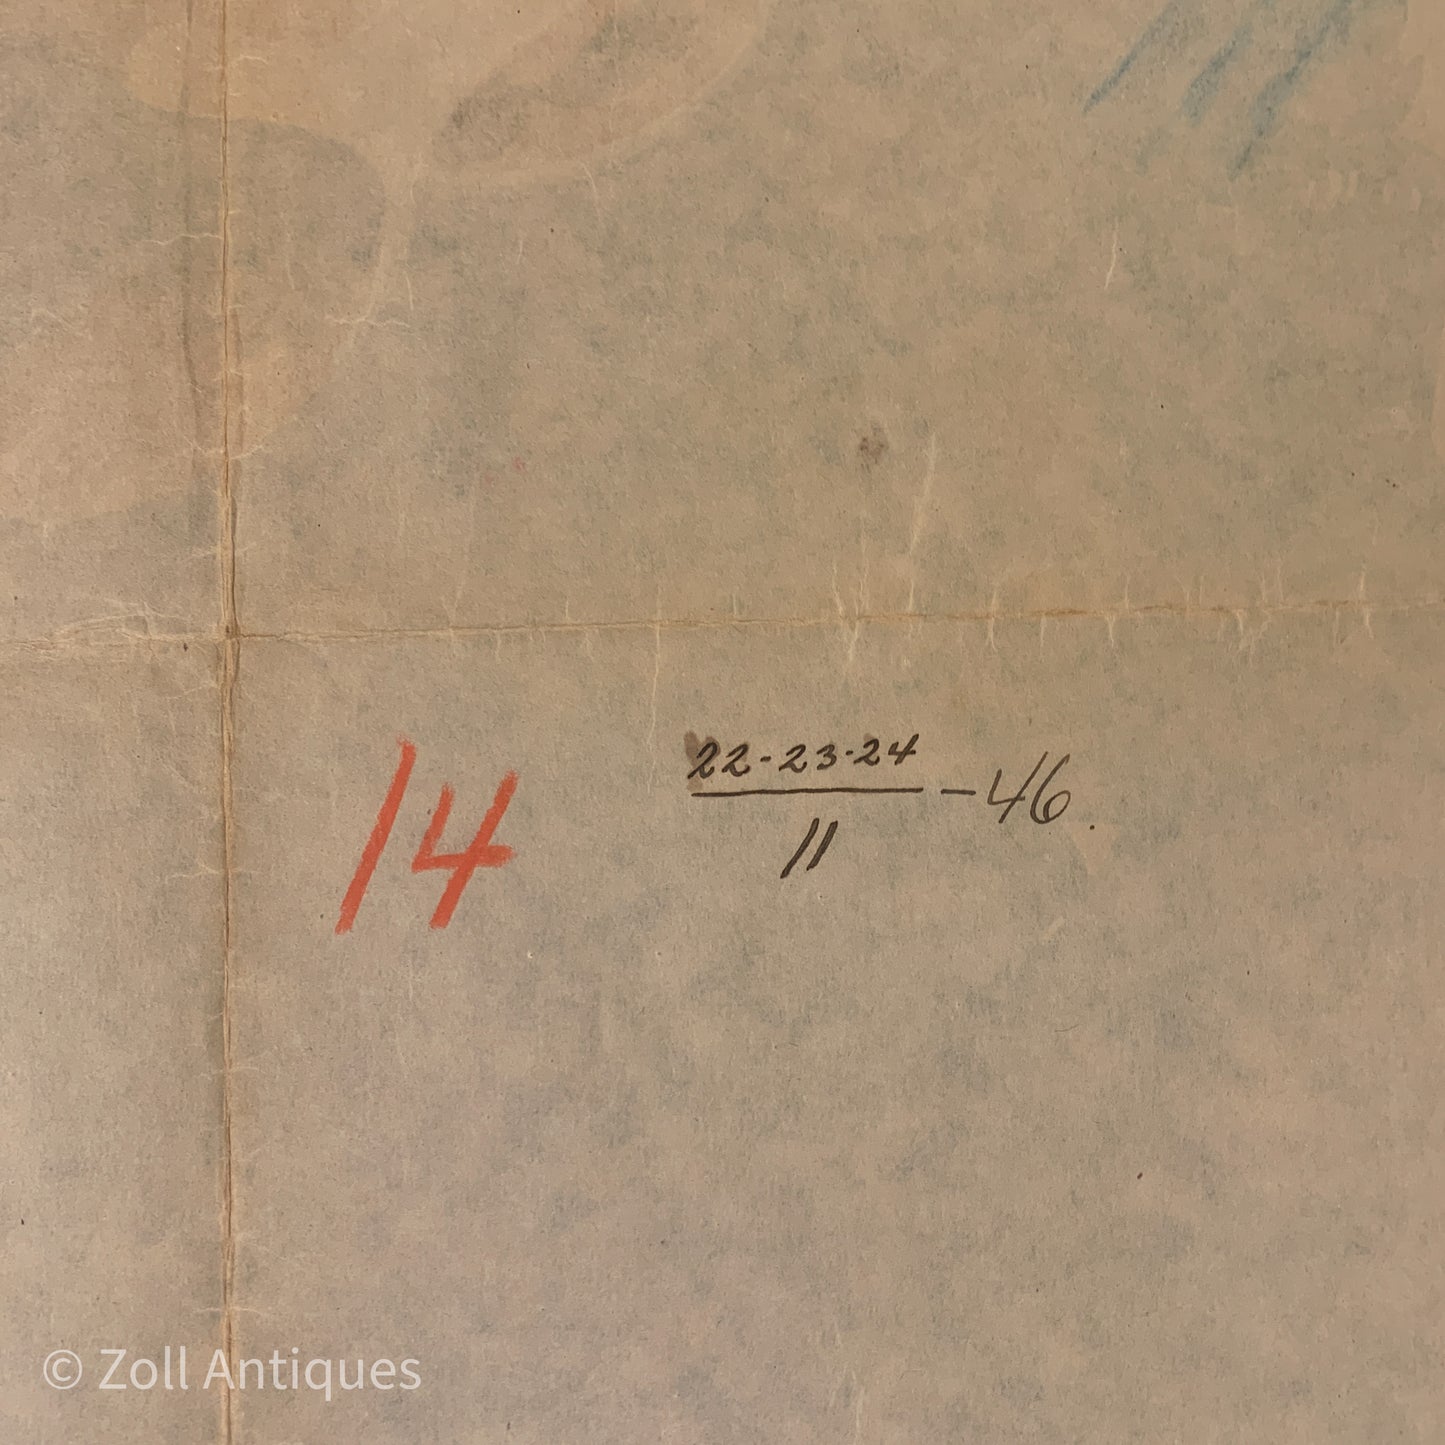 22-23-24
14 - 46.
11
© Zoll Antiques